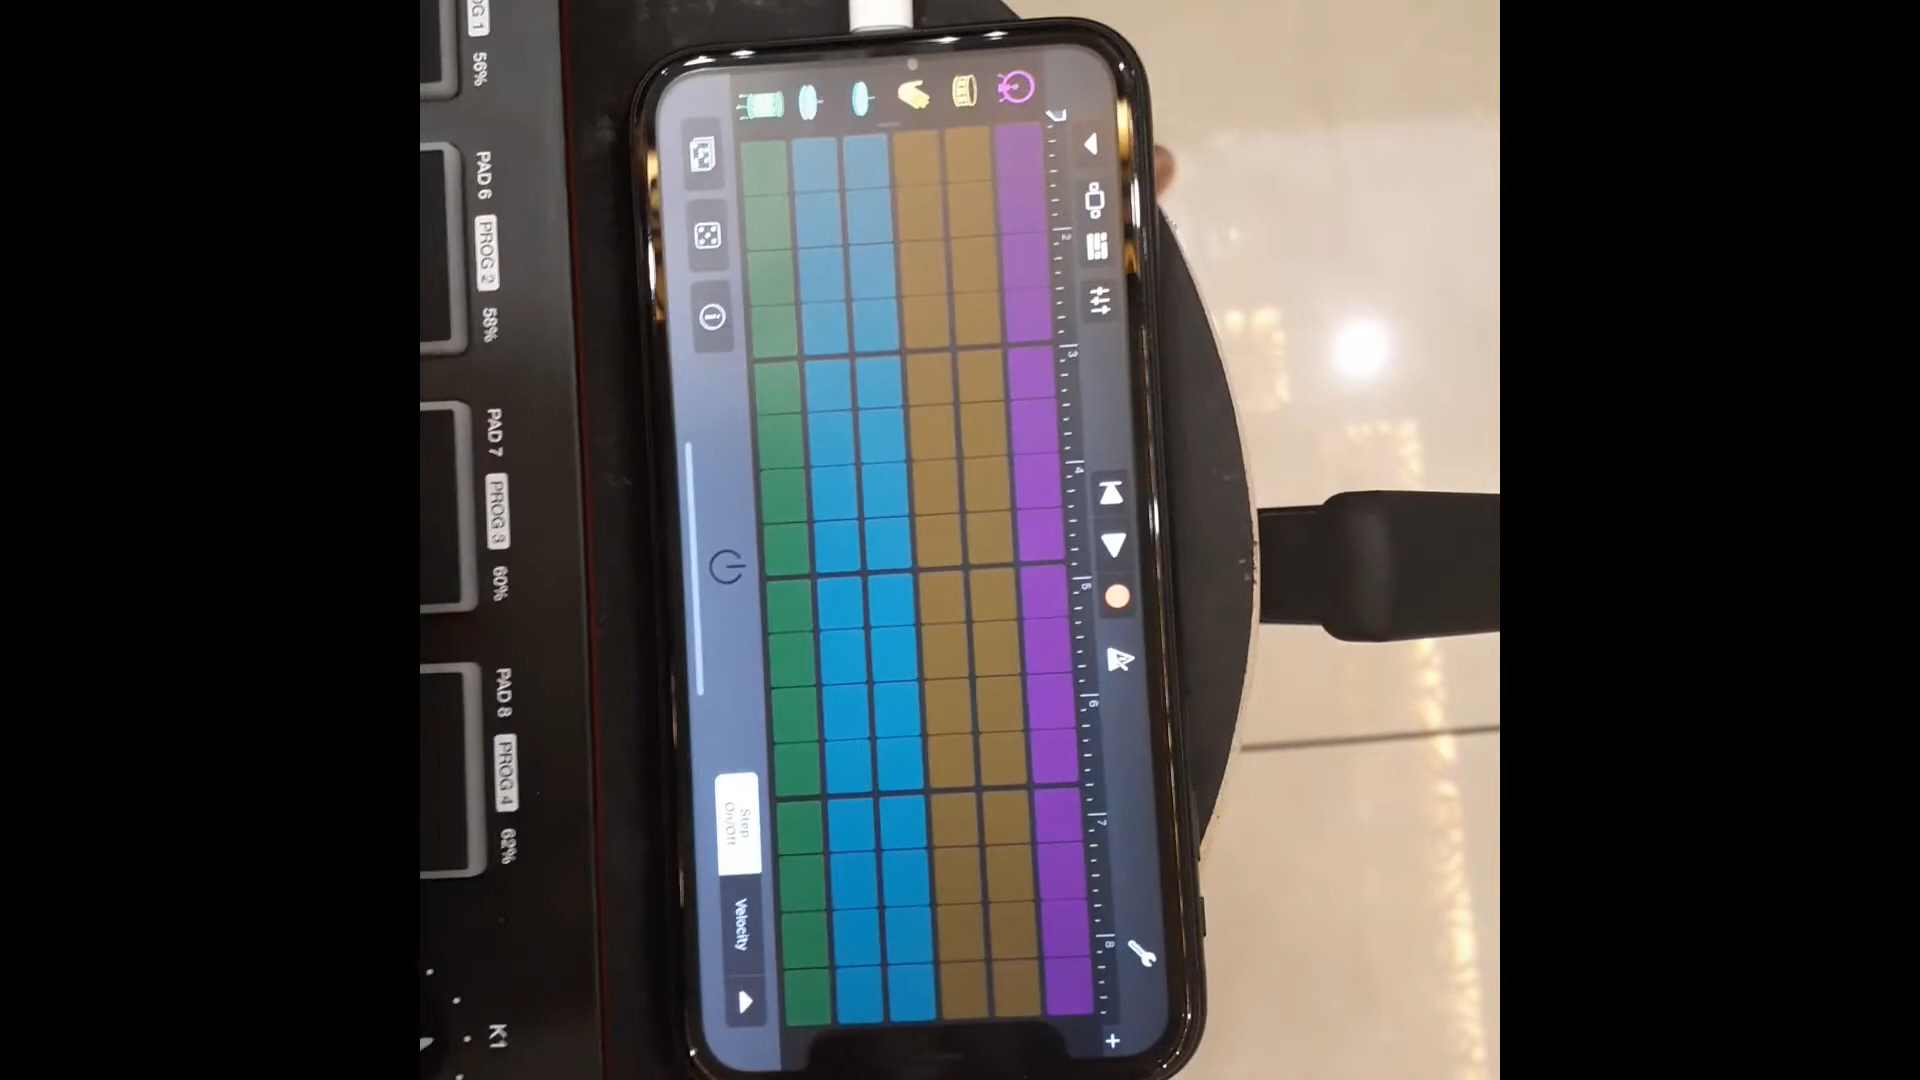 G 1
56%
PAD 6
PROG 2
58%
PAD 7
PROG 3
60%
PAD 8
PROG 4
62%
K1
2
3
4
5
6
7
8
+
Step
On/Off
Velocity